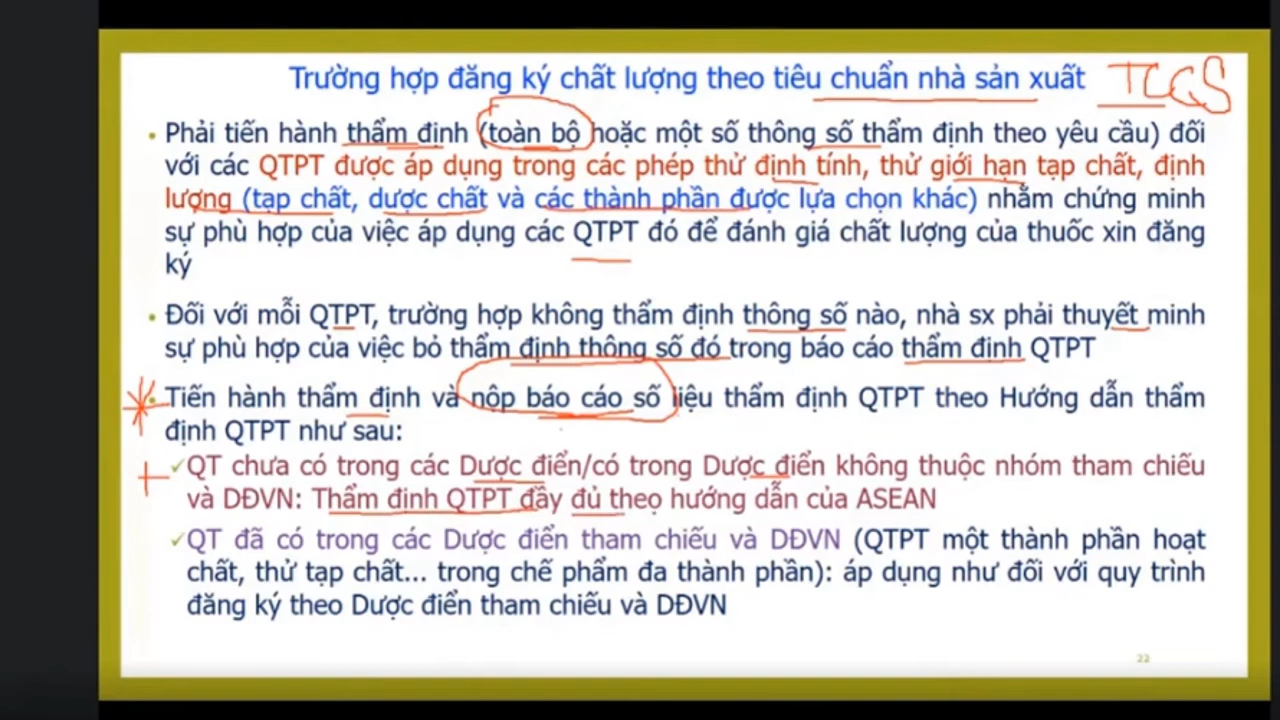 Trường hợp đăng ký chất lượng theo tiêu chuẩn nhà sản xuất TCCS
• Phải tiến hành thẩm định (toàn bộ hoặc một số thông số thẩm định theo yêu cầu) đối
với các QTPT được áp dụng trong các phép thử định tính, thử giới hạn tạp chất, định
lượng (tạp chất, dược chất và các thành phần được lựa chọn khác) nhằm chứng minh
sự phù hợp của việc áp dụng các QTPT đó để đánh giá chất lượng của thuốc xin đăng
ký
• Đối với mỗi QTPT, trường hợp không thẩm định thông số nào, nhà sx phải thuyết minh
sự phù hợp của việc bỏ thẩm định thông số đó trong báo cáo thẩm định QTPT
• Tiến hành thẩm định và nộp báo cáo số liệu thẩm định QTPT theo Hướng dẫn thẩm
định QTPT như sau:
✓QT chưa có trong các Dược điển/có trong Dược điển không thuộc nhóm tham chiếu
và DĐVN: Thẩm định QTPT đầy đủ theo hướng dẫn của ASEAN
✓QT đã có trong các Dược điển tham chiếu và DĐVN (QTPT một thành phần hoạt
chất, thử tạp chất... trong chế phẩm đa thành phần): áp dụng như đối với quy trình
đăng ký theo Dược điển tham chiếu và DĐVN
22